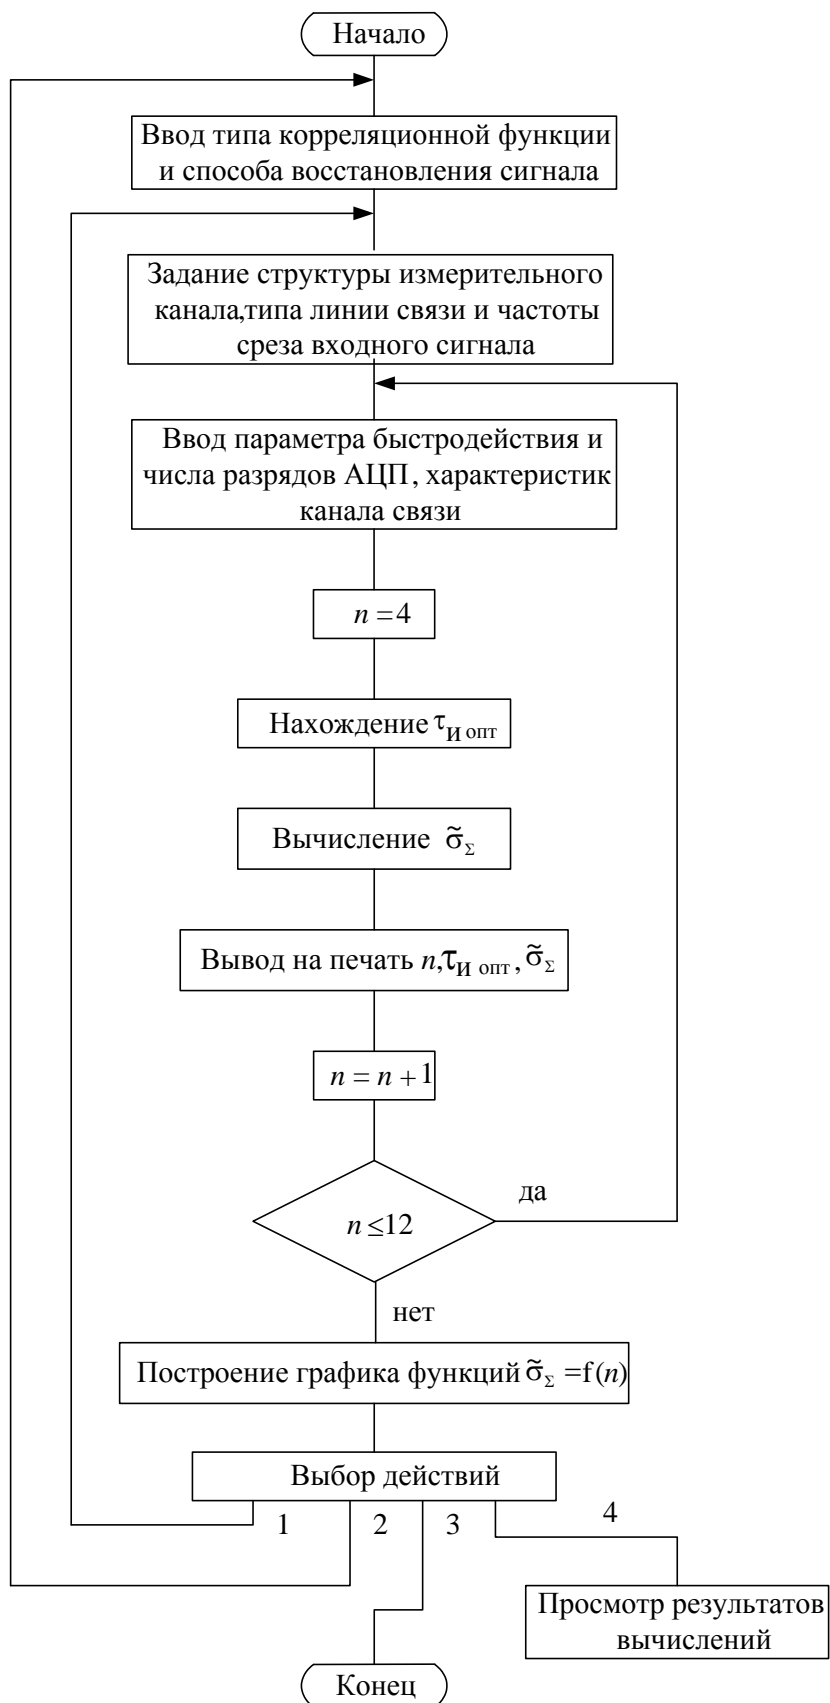 Начало
Ввод типа корреляционной функции
и способа восстановления сигнала
Задание структуры измерительного
канала,типа линии связи и частоты
среза входного сигнала
Ввод параметра быстродействия и
числа разрядов АЦП, характеристик
канала связи
n = 4
Нахождение τи опт
Вычисление σ̃Σ
Вывод на печать n,τи опт, σ̃Σ
n = n + 1
да
n ≤ 12
нет
Построение графика функций σ̃Σ = f(n)
Выбор действий
1 2 3 4
Просмотр результатов
вычислений
Конец